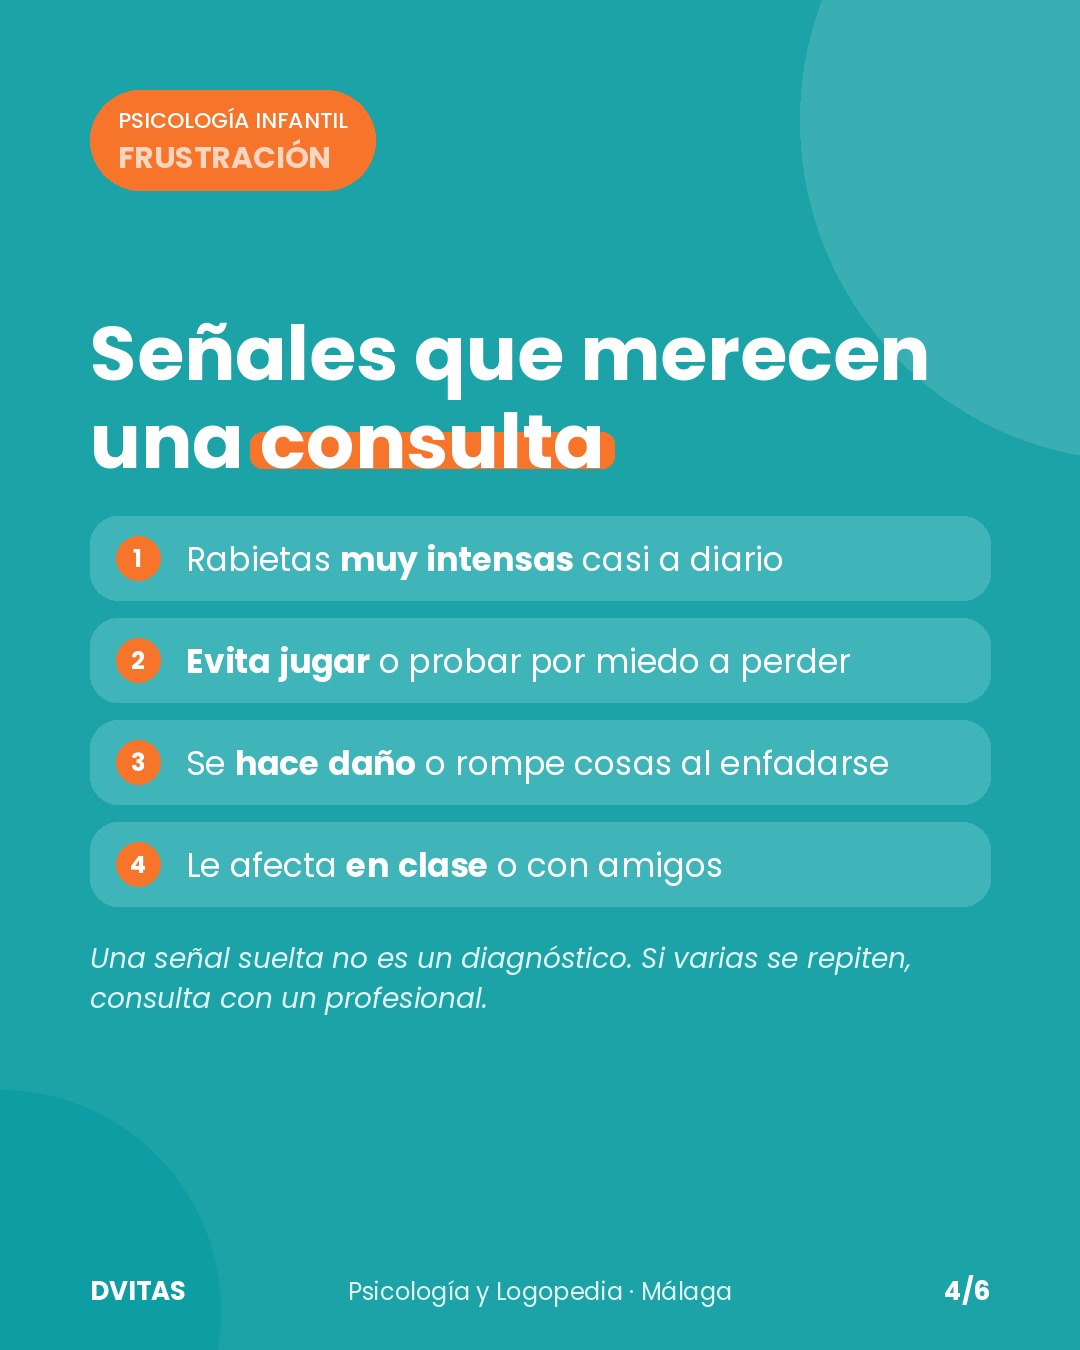 PSICOLOGÍA INFANTIL
FRUSTRACIÓN
Señales que merecen
una consulta
1 Rabietas muy intensas casi a diario
2 Evita jugar o probar por miedo a perder
3 Se hace daño o rompe cosas al enfadarse
4 Le afecta en clase o con amigos
Una señal suelta no es un diagnóstico. Si varias se repiten,
consulta con un profesional.
DVITAS Psicología y Logopedia · Málaga 4/6